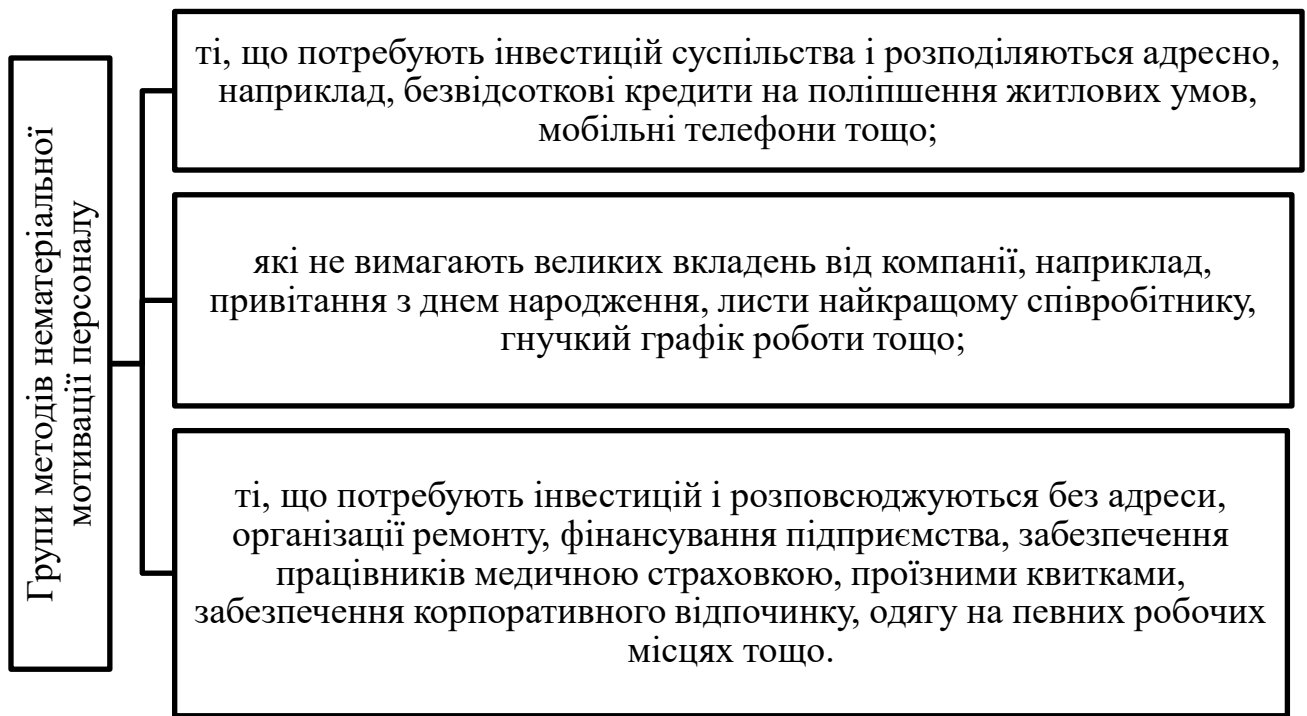 Групи методів нематеріальної
мотивації персоналу
ті, що потребують інвестицій суспільства і розподіляються адресно,
наприклад, безвідсоткові кредити на поліпшення житлових умов,
мобільні телефони тощо;
які не вимагають великих вкладень від компанії, наприклад,
привітання з днем народження, листи найкращому співробітнику,
гнучкий графік роботи тощо;
ті, що потребують інвестицій і розповсюджуються без адреси,
організації ремонту, фінансування підприємства, забезпечення
працівників медичною страховкою, проїзними квитками,
забезпечення корпоративного відпочинку, одягу на певних робочих
місцях тощо.